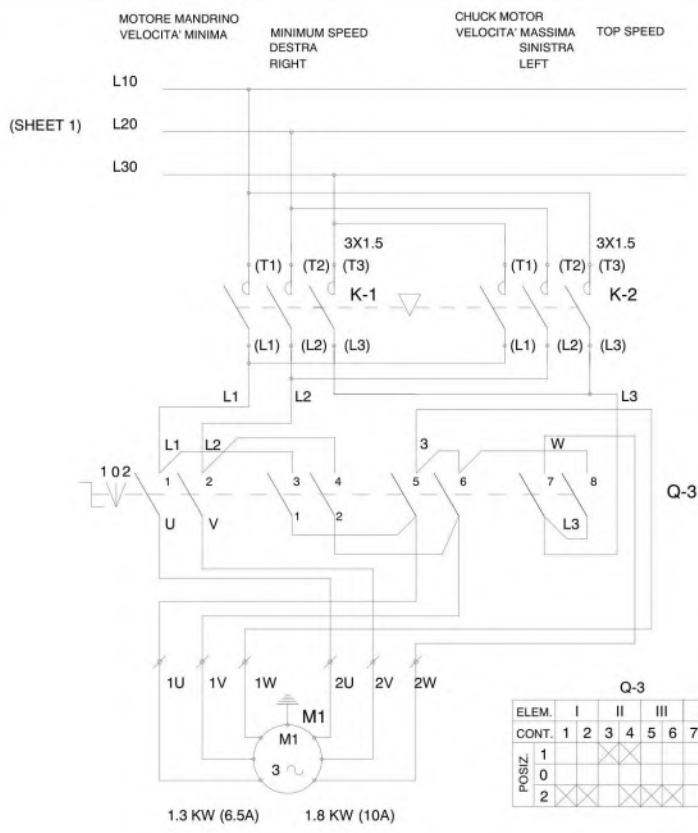 MOTORE MANDRINO MINIMUM SPEED CHUCK MOTOR TOP SPEED
VELOCITA' MINIMA DESTRA VELOCITA' MASSIMA
RIGHT SINISTRA
LEFT
L10
(SHEET 1) L20
L30
3X1.5 3X1.5
(T1) (T2) (T3) (T1) (T2) (T3)
K-1 K-2
(L1) (L2) (L3) (L1) (L2) (L3)
L1 L2 L3
L1 L2 3 W
1 0 2 1 2 3 4 5 6 7 8
Q-3
U V 1 2 L3
1U 1V 1W 2U 2V 2W
M1
M1
3
1.3 KW (6.5A) 1.8 KW (10A)
Q-3
ELEM. I II III
CONT. 1 2 3 4 5 6 7
POSIZ.
1
0
2